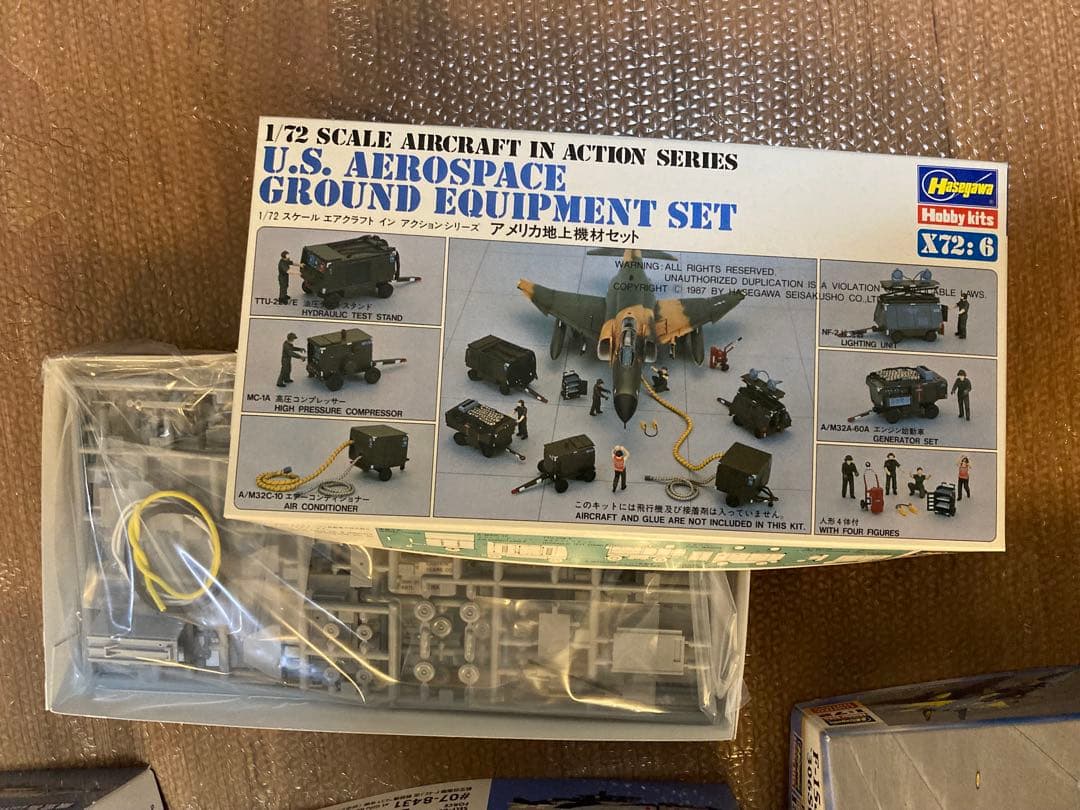 1/72 SCALE AIRCRAFT IN ACTION SERIES
U.S. AEROSPACE
GROUND EQUIPMENT SET
1/72 スケール エアクラフト イン アクションシリーズ アメリカ地上機材セット
Hasegawa
Hobby kits
X72:6
WARNING: ALL RIGHTS RESERVED.
UNAUTHORIZED DUPLICATION IS A VIOLATION
LAWS.
COPYRIGHT © 1987 BY HASEGAWA SEISAKUSHO CO.,
HYDRAULIC TEST STAND
MC-1A 高圧コンプレッサー
HIGH PRESSURE COMPRESSOR
A/M32C-10 エアーコンディショナー
AIR CONDITIONER
LIGHTING UNIT
A/M32A-60A エンジン始動車
GENERATOR SET
人形4体付
WITH FOUR FIGURES
このキットには飛行機及び接着剤は入っていません。
AIRCRAFT AND GLUE ARE NOT INCLUDED IN THIS KIT.
#07-8431